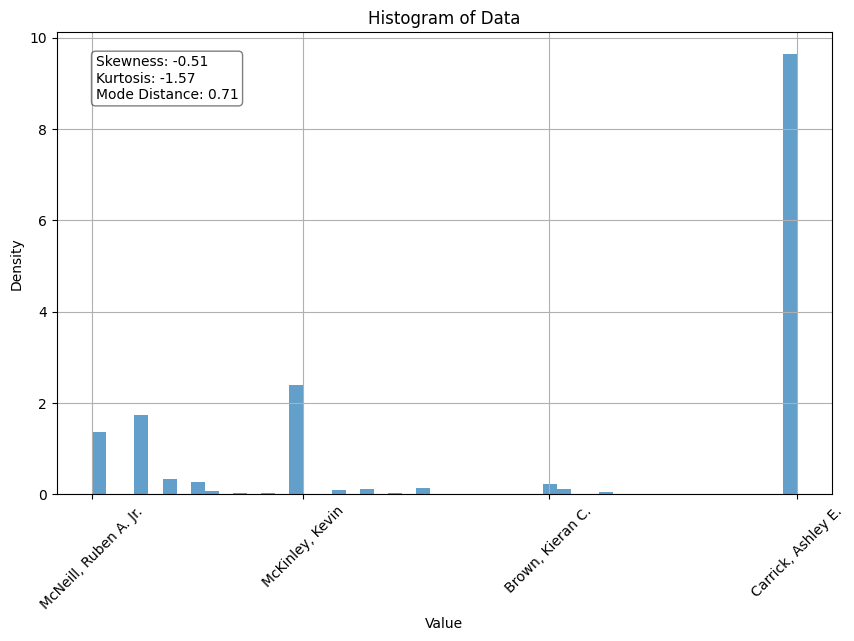 Histogram of Data
Skewness: -0.51
Kurtosis: -1.57
Mode Distance: 0.71
Density
10
8
6
4
2
0
McNeill, Ruben A. Jr.
McKinley, Kevin
Brown, Kieran C.
Carrick, Ashley E.
Value